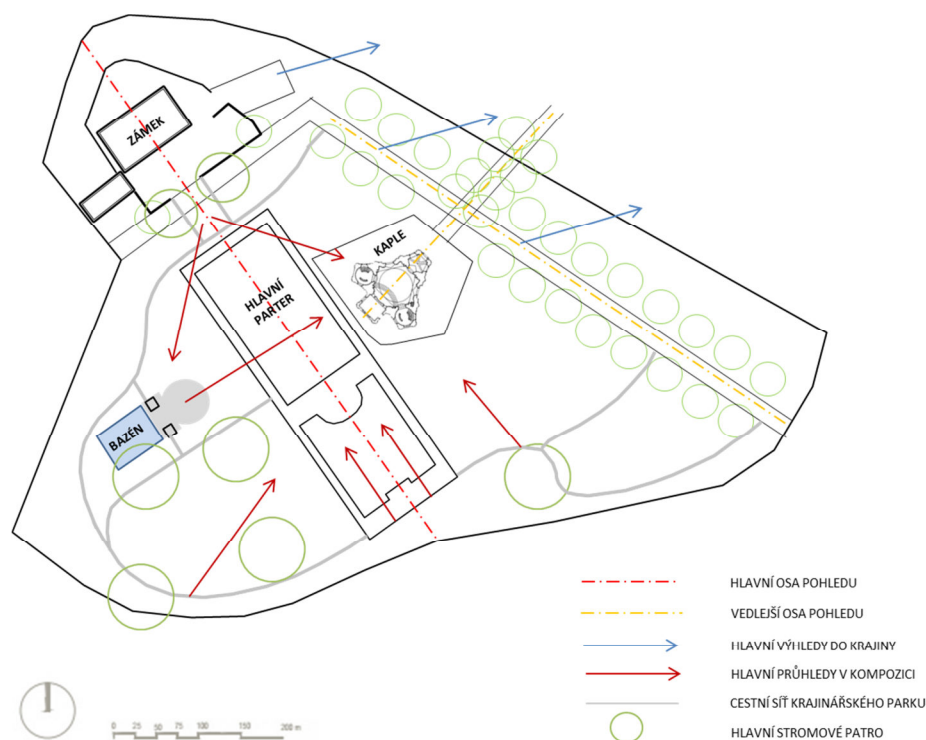 ZÁMEK
KAPLE
HLAVNÍ
PARTER
BAZÉN
HLAVNÍ OSA POHLEDU
VEDLEJŠÍ OSA POHLEDU
HLAVNÍ VÝHLEDY DO KRAJINY
HLAVNÍ PRŮHLEDY V KOMPOZICI
CESTNÍ SÍŤ KRAJINÁŘSKÉHO PARKU
HLAVNÍ STROMOVÉ PATRO
0 25 50 75 100 150 200 m